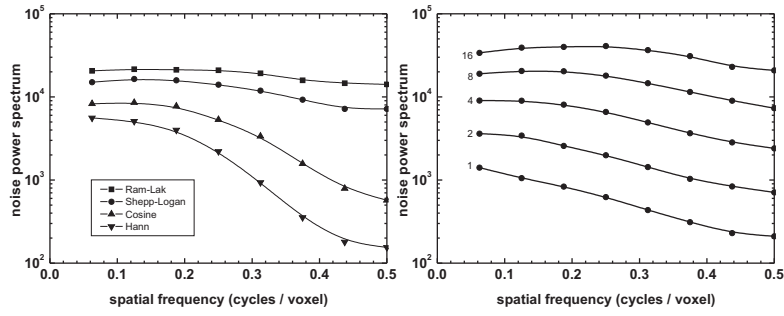 noise power spectrum
10^5
10^4
10^3
10^2
Ram-Lak
Shepp-Logan
Cosine
Hann
0.0 0.1 0.2 0.3 0.4 0.5
spatial frequency (cycles / voxel)
noise power spectrum
10^5
10^4
10^3
10^2
16
8
4
2
1
0.0 0.1 0.2 0.3 0.4 0.5
spatial frequency (cycles / voxel)